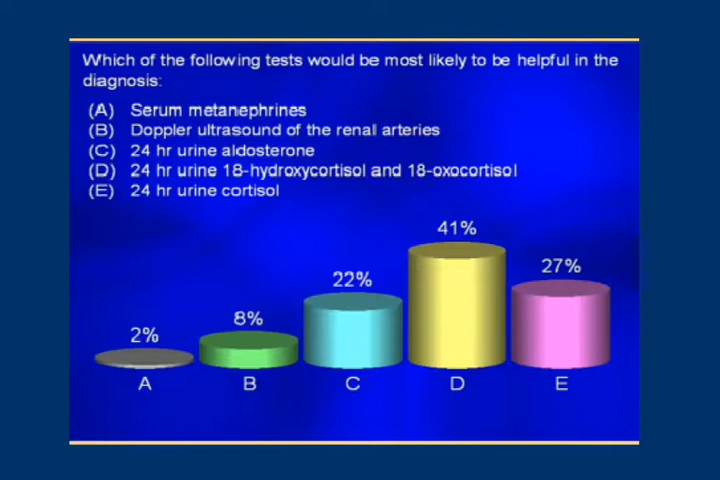 Which of the following tests would be most likely to be helpful in the
diagnosis:
(A) Serum metanephrines
(B) Doppler ultrasound of the renal arteries
(C) 24 hr urine aldosterone
(D) 24 hr urine 18-hydroxycortisol and 18-oxocortisol
(E) 24 hr urine cortisol
41%
27%
22%
8%
2%
A B C D E